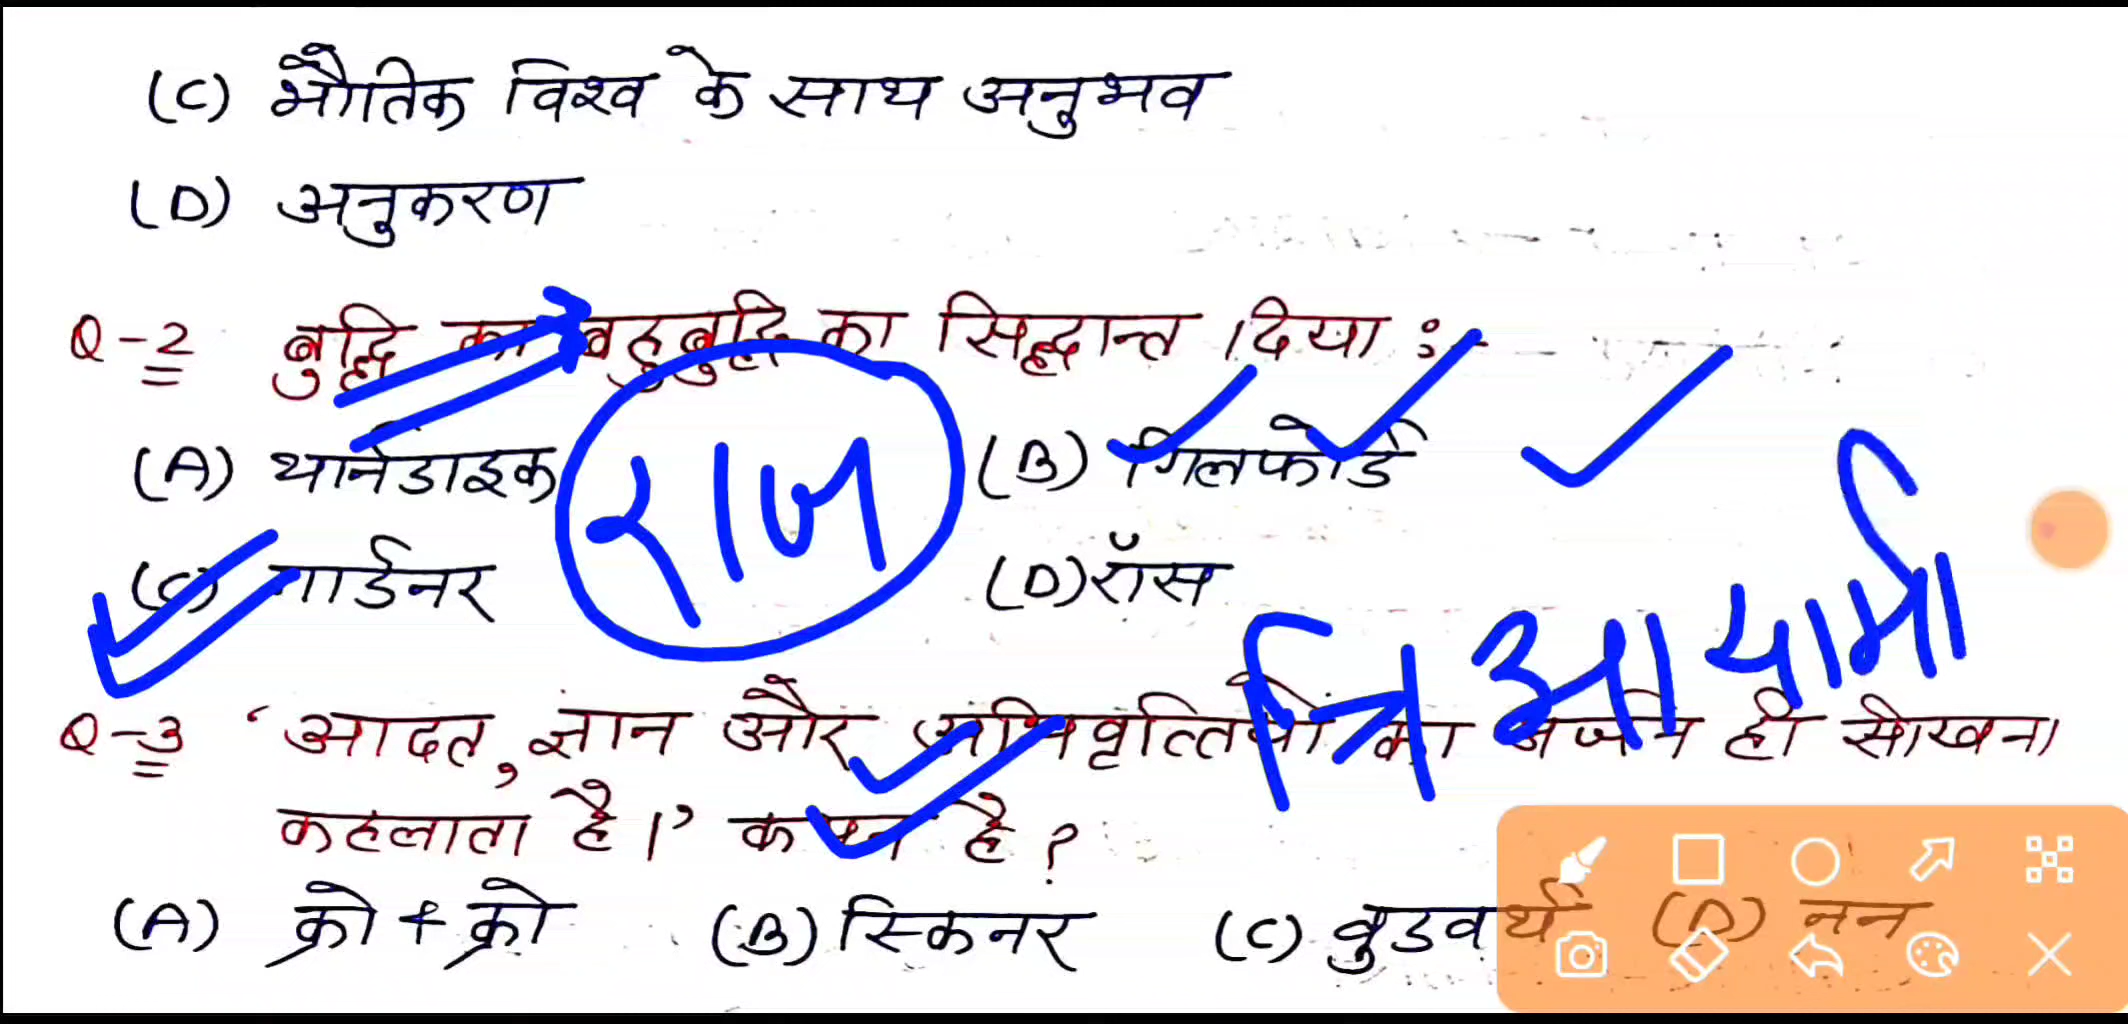 (C) भौतिक विश्व के साथ अनुभव
(D) अनुकरण
Q-2 बुद्धि का बहुबुद्धि का सिद्धान्त दिया :-
(A) थार्नडाइक (B) गिलफोर्ड
राज
(C) गार्डनर (D) रॉस
त्रिआयामी
Q-3 ‘आदत, ज्ञान और अभिवृत्तियों का अर्जन ही सीखना
कहलाता है।’ कथन है ?
(A) क्रो + क्रो (B) स्किनर (C) वुडवर्थ (D) नन